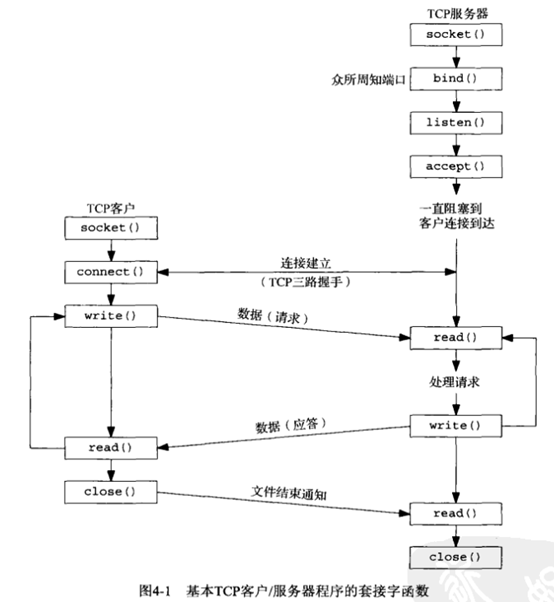 TCP服务器
socket()
众所周知端口
bind()
listen()
accept()
一直阻塞到
客户连接到达
TCP客户
socket()
connect()
连接建立
(TCP三路握手)
write()
数据(请求)
read()
处理请求
write()
数据(应答)
read()
close()
文件结束通知
read()
close()
图4-1 基本TCP客户/服务器程序的套接字函数